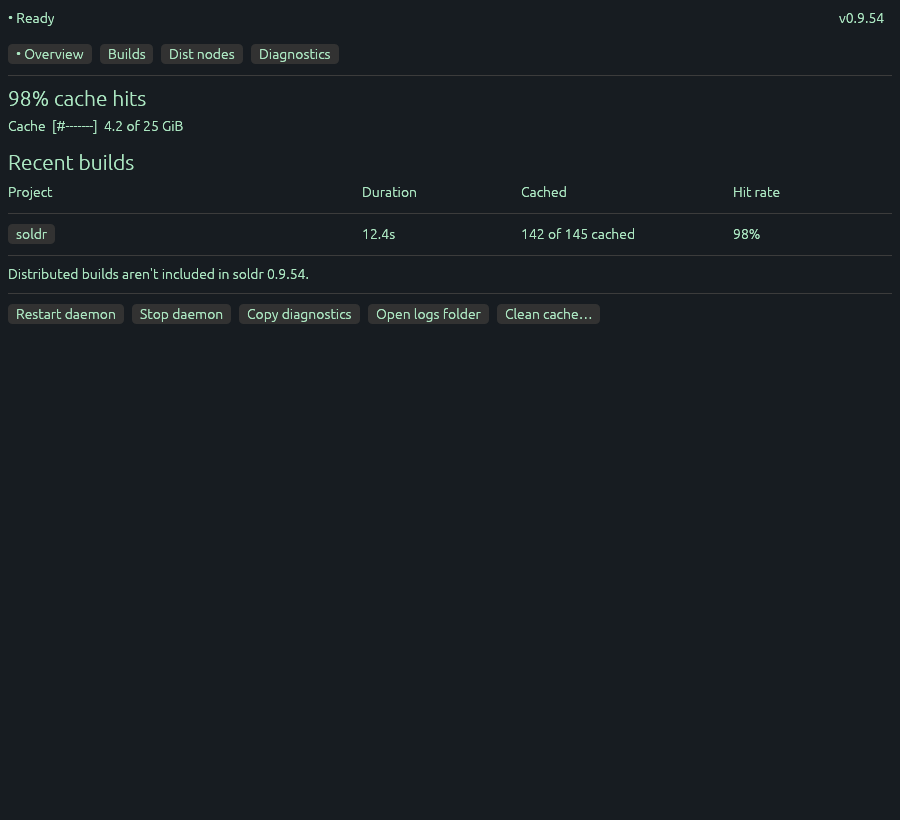 • Ready v0.9.54
• Overview Builds Dist nodes Diagnostics
98% cache hits
Cache [#-------] 4.2 of 25 GiB
Recent builds
Project Duration Cached Hit rate
soldr 12.4s 142 of 145 cached 98%
Distributed builds aren't included in soldr 0.9.54.
Restart daemon Stop daemon Copy diagnostics Open logs folder Clean cache…